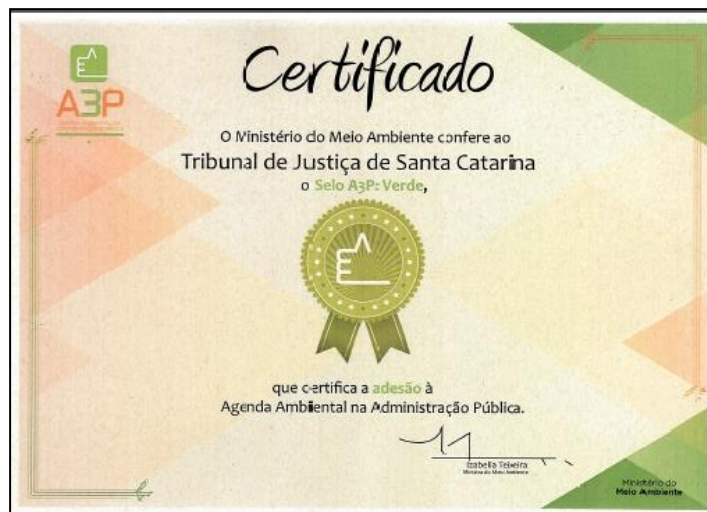 A3P
Certificado
O Ministério do Meio Ambiente confere ao
Tribunal de Justiça de Santa Catarina
o Selo A3P: Verde,
que certifica a adesão à
Agenda Ambiental na Administração Pública.
Izabella Teixeira
Ministra do Meio Ambiente
Ministério do
Meio Ambiente